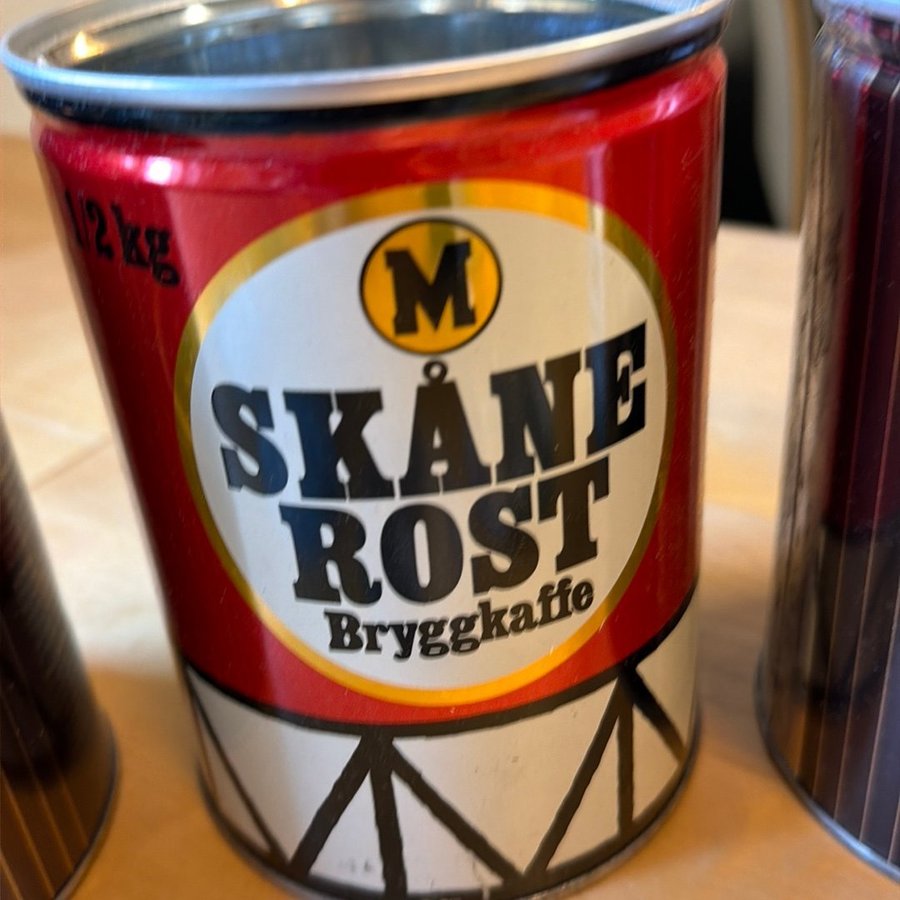 1/2 kg
M
SKÅNE
ROST
Bryggkaffe